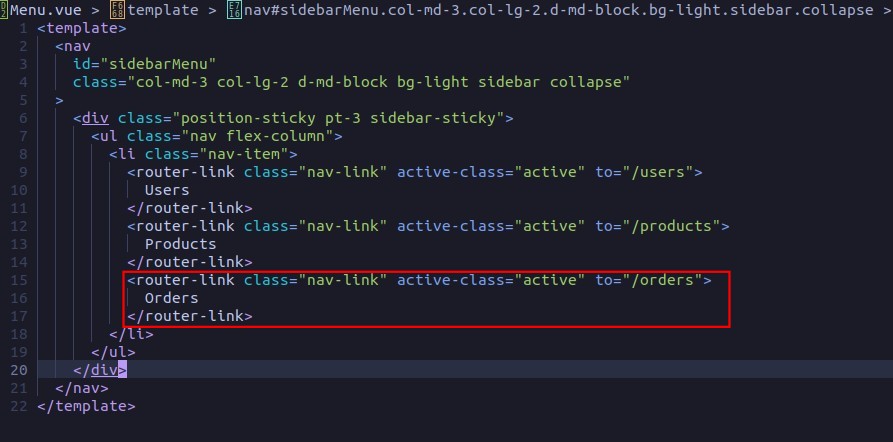 Menu.vue > template > nav#sidebarMenu.col-md-3.col-lg-2.d-md-block.bg-light.sidebar.collapse >
1 <template>
2 <nav
3 id="sidebarMenu"
4 class="col-md-3 col-lg-2 d-md-block bg-light sidebar collapse"
5 >
6 <div class="position-sticky pt-3 sidebar-sticky">
7 <ul class="nav flex-column">
8 <li class="nav-item">
9 <router-link class="nav-link" active-class="active" to="/users">
10 Users
11 </router-link>
12 <router-link class="nav-link" active-class="active" to="/products">
13 Products
14 </router-link>
15 <router-link class="nav-link" active-class="active" to="/orders">
16 Orders
17 </router-link>
18 </li>
19 </ul>
20 </div>
21 </nav>
22 </template>